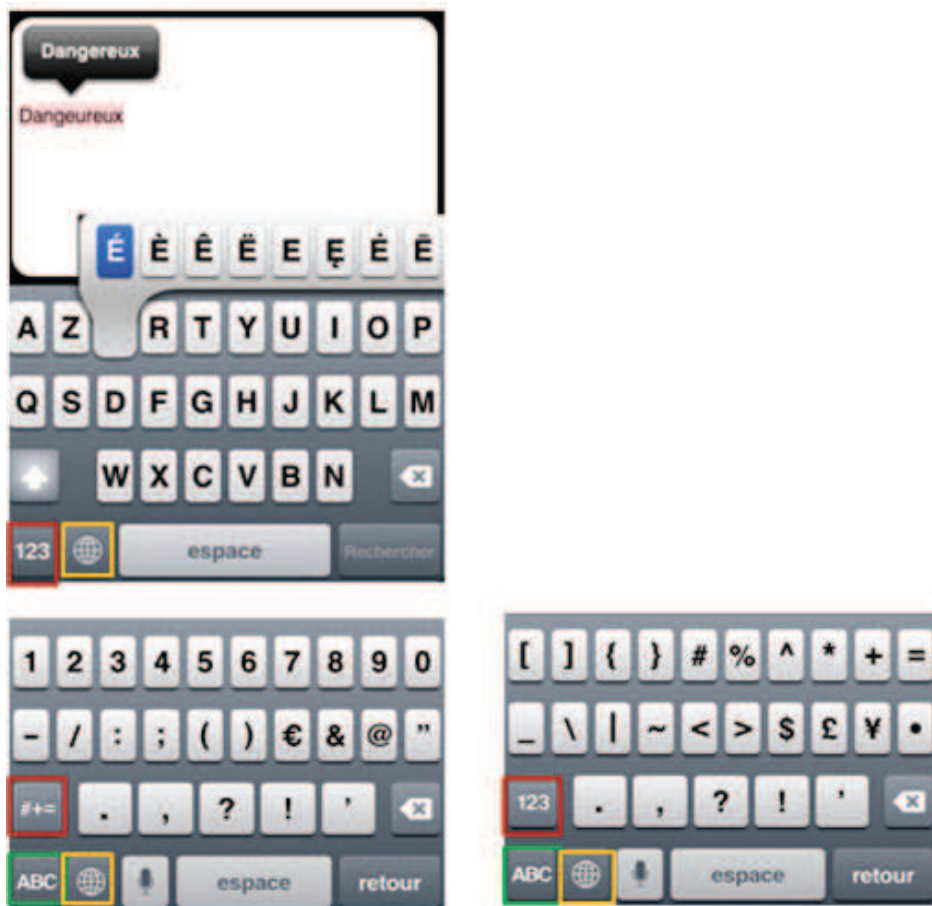 Dangereux
Dangeureux
É È Ê Ë E Ę Ė Ē
A Z R T Y U I O P
Q S D F G H J K L M
W X C V B N
123 espace Rechercher
1 2 3 4 5 6 7 8 9 0
- / : ; ( ) € & @ "
#+= . , ? ! '
ABC espace retour
[ ] { } # % ^ * + =
_ \ | ~ < > $ £ ¥ •
123 . , ? ! '
ABC espace retour